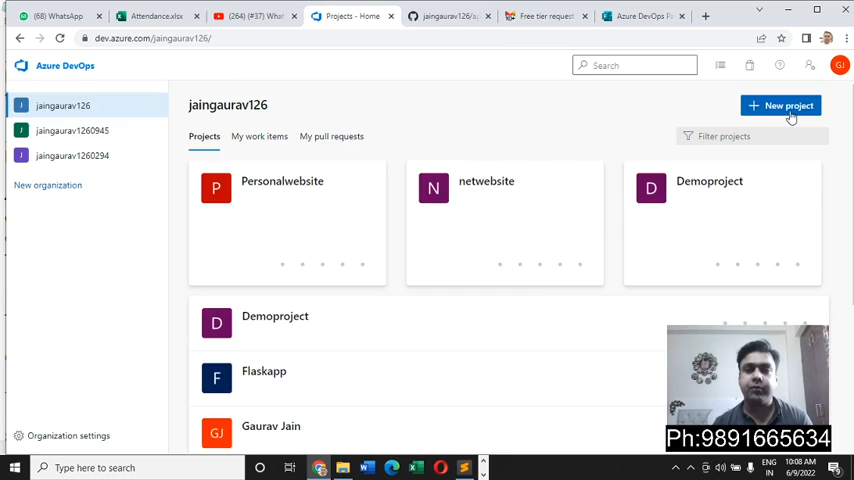 (68) WhatsApp
Attendance.xlsx
(264) (#37) What
Projects - Home
jaingaurav126/a
Free tier request
Azure DevOps Pa
dev.azure.com/jaingaurav126/
Azure DevOps
Search
GJ
J jaingaurav126
J jaingaurav1260945
J jaingaurav1260294
New organization
Organization settings
jaingaurav126
New project
Projects
My work items
My pull requests
Filter projects
P Personalwebsite
N netwebsite
D Demoproject
D Demoproject
F Flaskapp
GJ Gaurav Jain
Ph:9891665634
Type here to search
ENG
IN
10:08 AM
6/9/2022